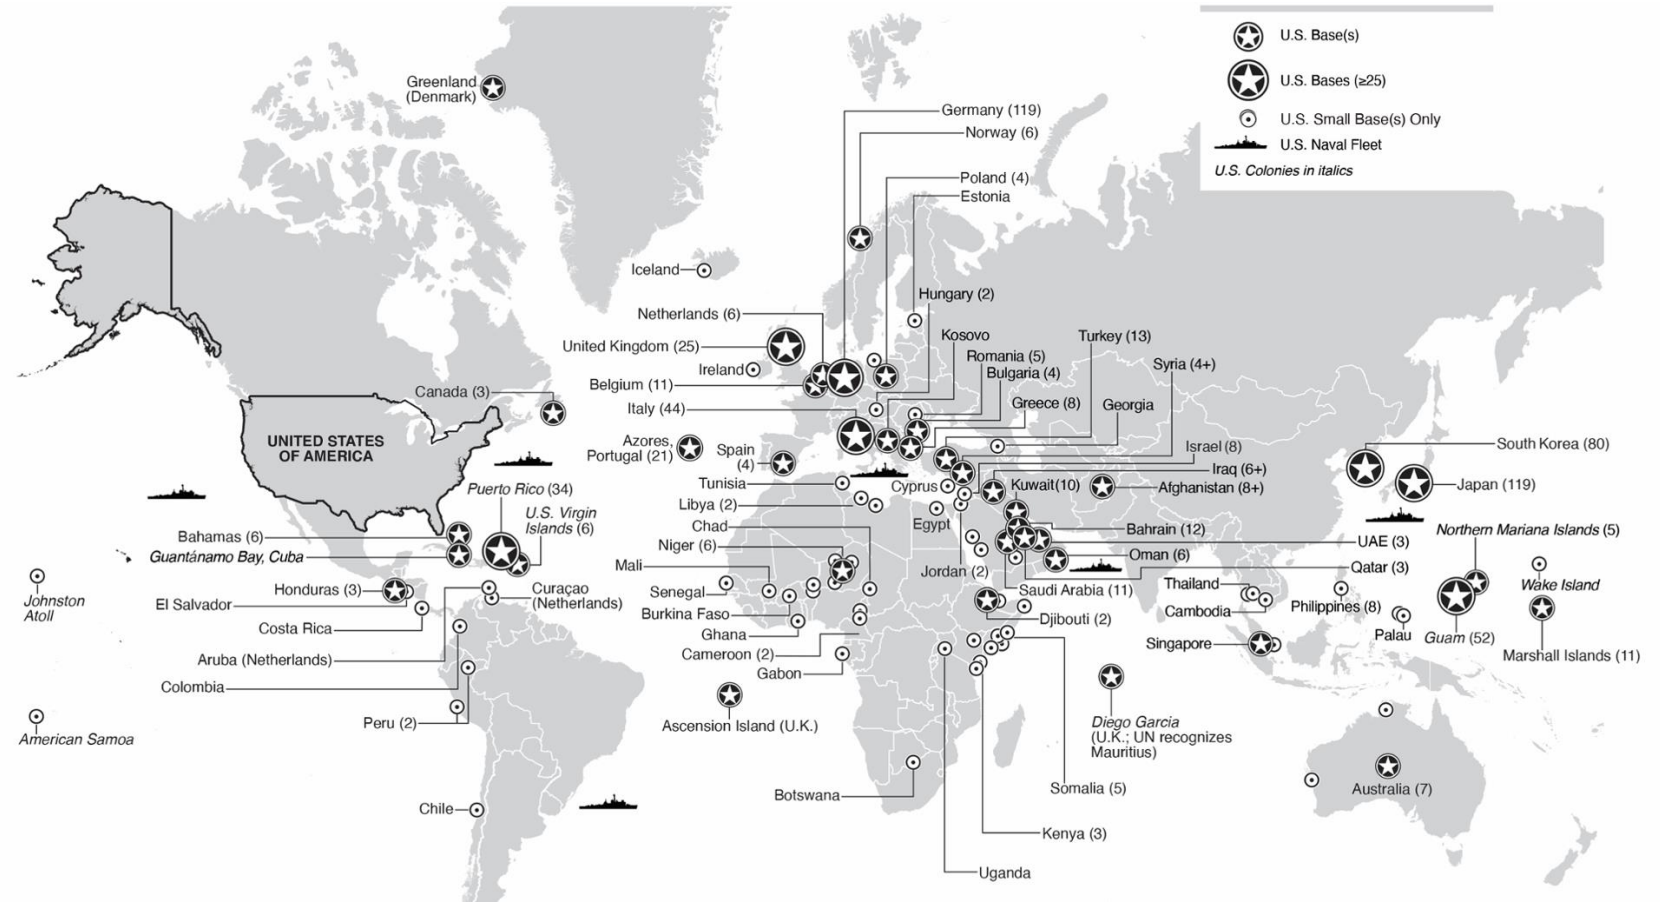 U.S. Base(s)
U.S. Bases (≥25)
U.S. Small Base(s) Only
U.S. Naval Fleet
U.S. Colonies in italics
Greenland
(Denmark)
Germany (119)
Norway (6)
Poland (4)
Estonia
Iceland
Hungary (2)
Netherlands (6)
Kosovo
Turkey (13)
United Kingdom (25)
Romania (5)
Syria (4+)
Ireland
Bulgaria (4)
Belgium (11)
Canada (3)
Greece (8)
Georgia
Italy (44)
UNITED STATES
OF AMERICA
Azores,
Portugal (21)
Spain
(4)
Israel (8)
South Korea (80)
Iraq (6+)
Tunisia
Cyprus
Kuwait(10)
Afghanistan (8+)
Japan (119)
Puerto Rico (34)
Libya (2)
U.S. Virgin
Islands (6)
Egypt
Chad
Bahrain (12)
Northern Mariana Islands (5)
Bahamas (6)
UAE (3)
Niger (6)
Guantánamo Bay, Cuba
Oman (6)
Mali
Jordan (2)
Qatar (3)
Thailand
Wake Island
Honduras (3)
Curaçao
(Netherlands)
Senegal
Saudi Arabia (11)
Johnston
Atoll
El Salvador
Burkina Faso
Djibouti (2)
Cambodia
Philippines (8)
Costa Rica
Ghana
Palau
Guam (52)
Singapore
Cameroon (2)
Marshall Islands (11)
Aruba (Netherlands)
Gabon
Colombia
Peru (2)
Ascension Island (U.K.)
Diego Garcia
(U.K.; UN recognizes
Mauritius)
American Samoa
Somalia (5)
Australia (7)
Botswana
Chile
Kenya (3)
Uganda